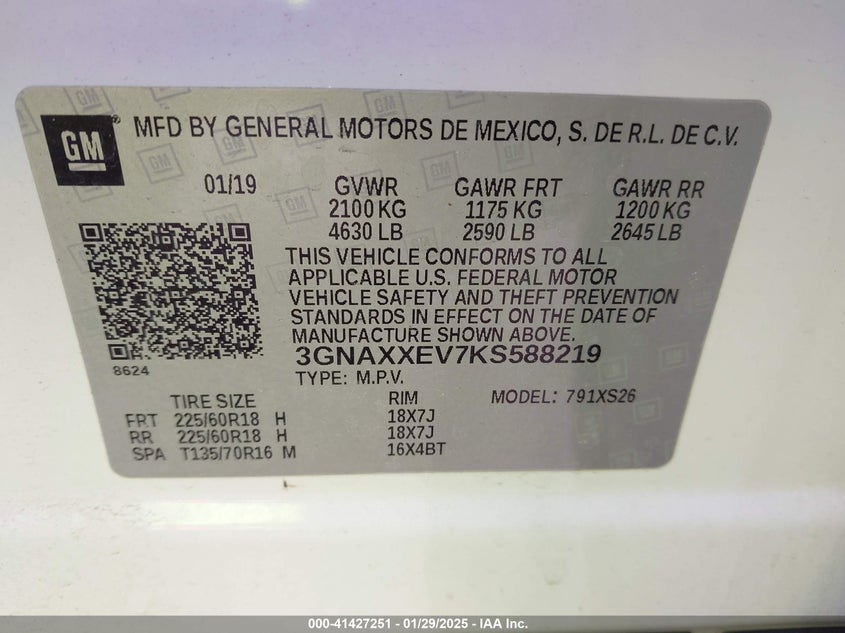 GM ® MFD BY GENERAL MOTORS DE MEXICO, S. DE R.L. DE C.V.
01/19 GVWR GAWR FRT GAWR RR
2100 KG 1175 KG 1200 KG
4630 LB 2590 LB 2645 LB
THIS VEHICLE CONFORMS TO ALL
APPLICABLE U.S. FEDERAL MOTOR
VEHICLE SAFETY AND THEFT PREVENTION
STANDARDS IN EFFECT ON THE DATE OF
MANUFACTURE SHOWN ABOVE.
3GNAXXEV7KS588219
8624
TYPE: M.P.V. MODEL: 791XS26
TIRE SIZE RIM
FRT 225/60R18 H 18X7J
RR 225/60R18 H 18X7J
SPA T135/70R16 M 16X4BT
000-41427251 | 01/29/2025 | IAA Inc.